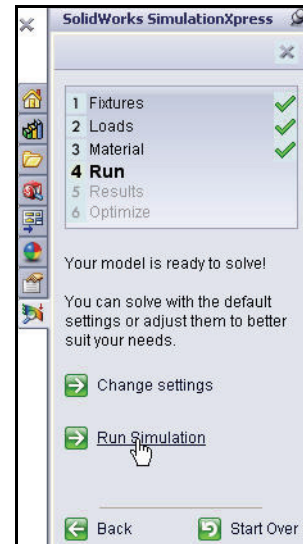 SolidWorks SimulationXpress
1 Fixtures
2 Loads
3 Material
4 Run
5 Results
6 Optimize
Your model is ready to solve!
You can solve with the default
settings or adjust them to better
suit your needs.
Change settings
Run Simulation
Back Start Over